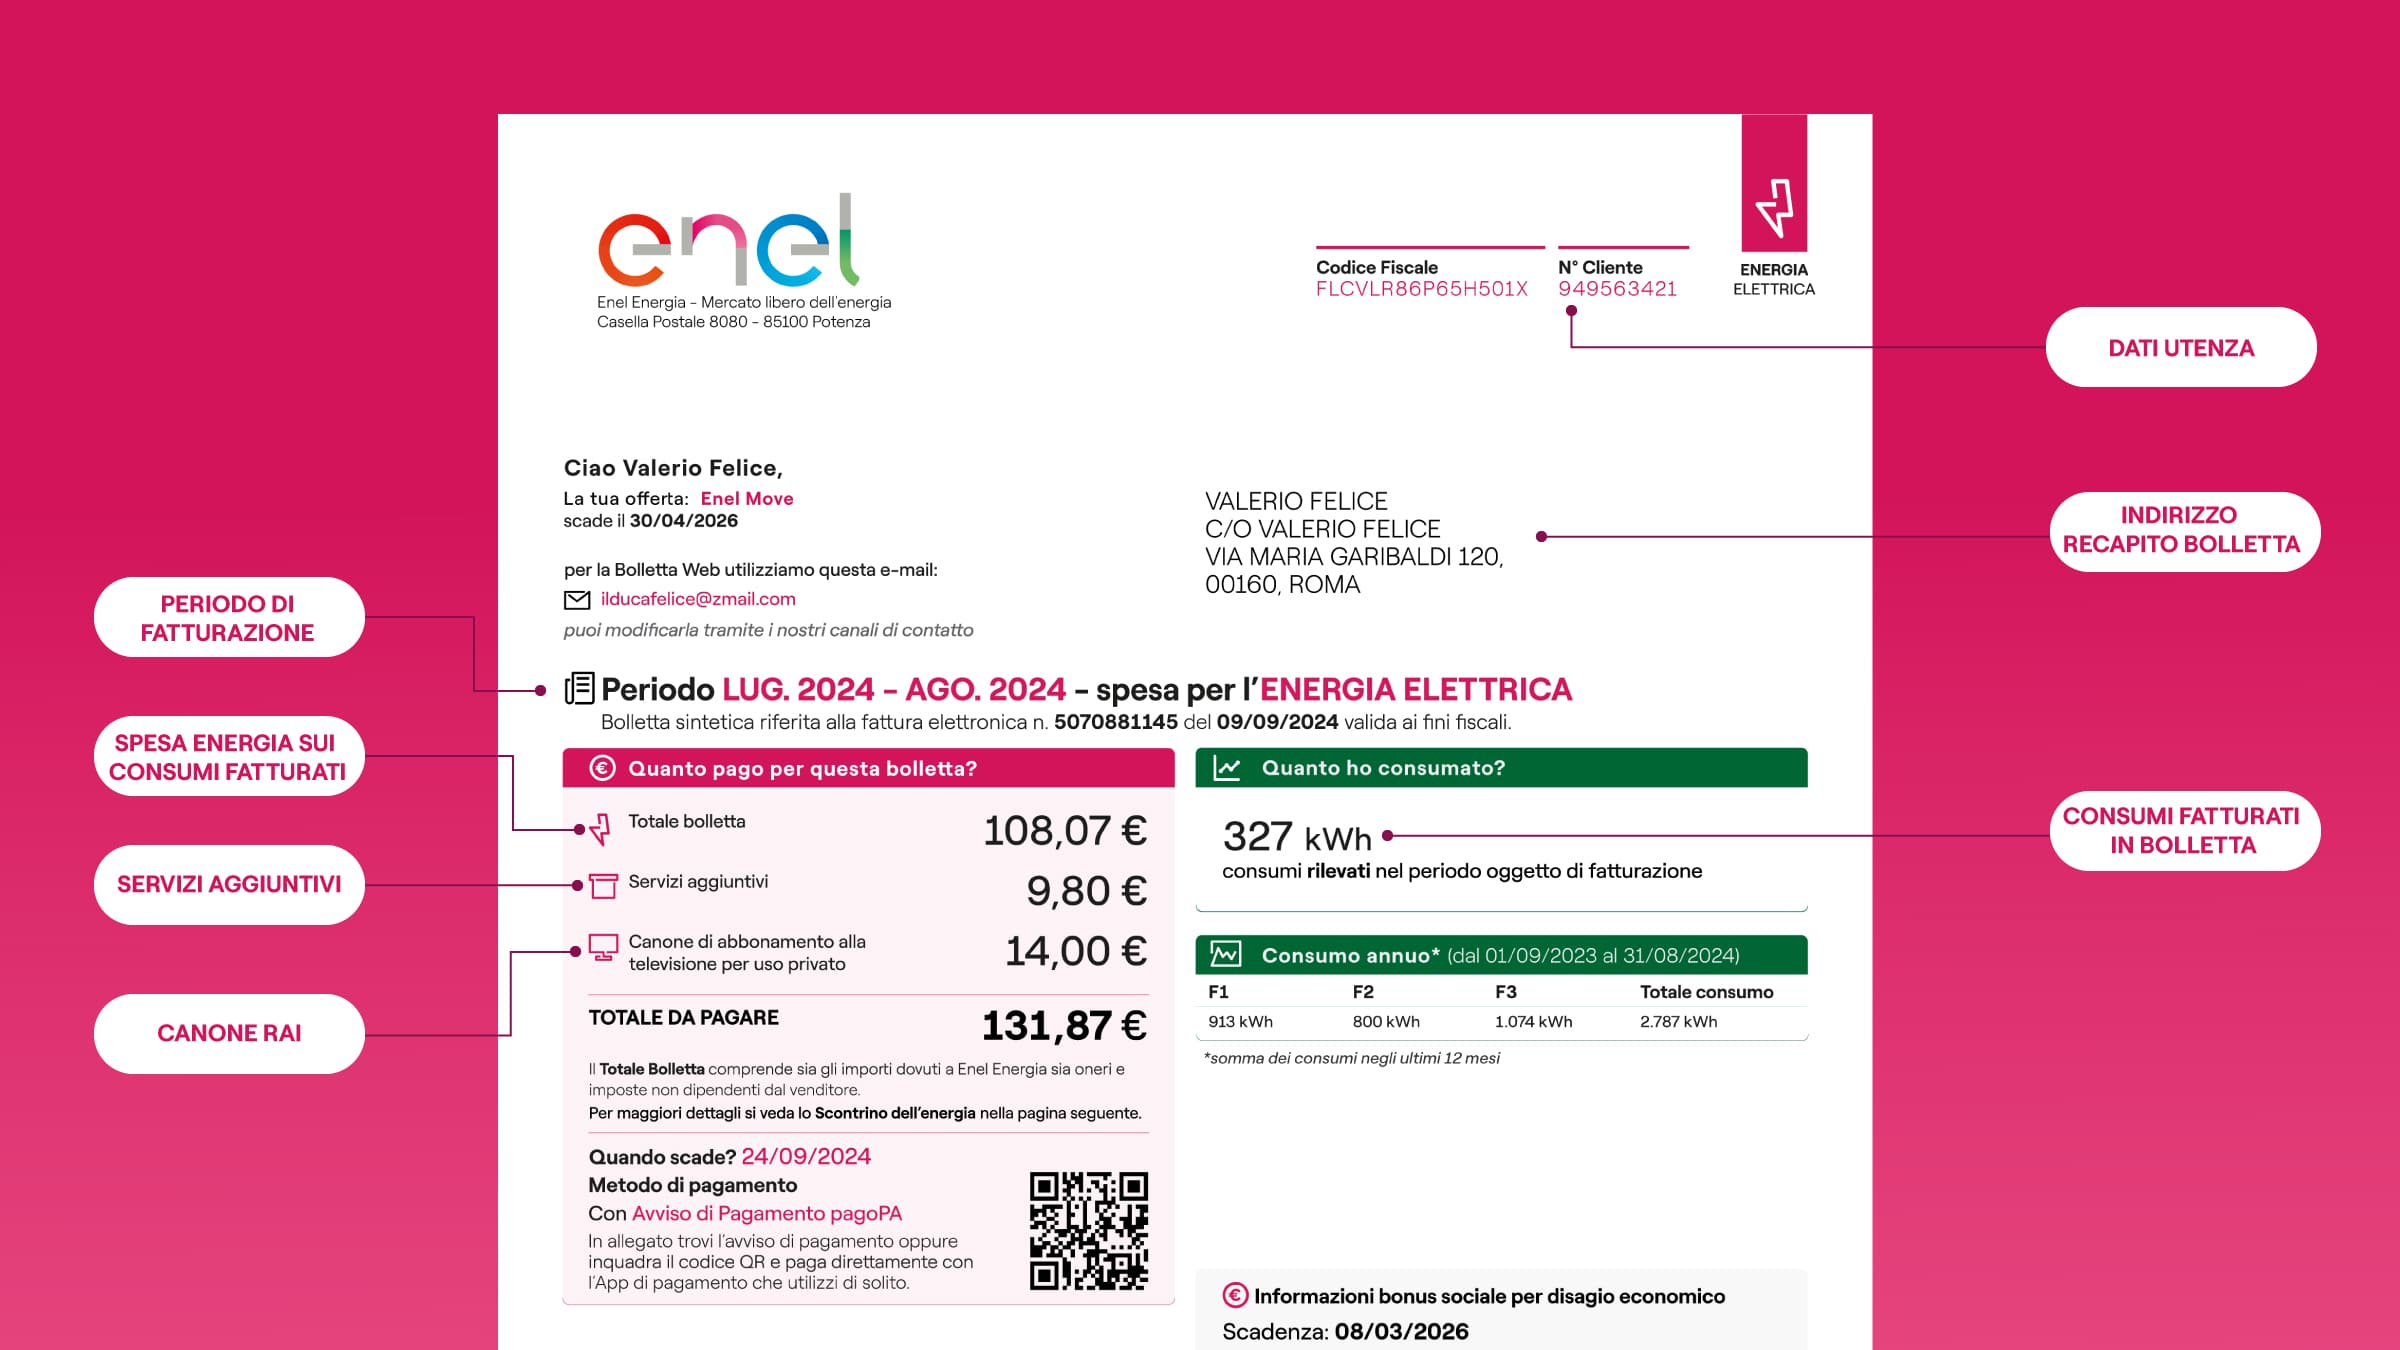 enel
Enel Energia - Mercato libero dell'energia
Casella Postale 8080 - 85100 Potenza
Codice Fiscale
FLCVLR86P65H501X
N° Cliente
949563421
ENERGIA
ELETTRICA
DATI UTENZA
Ciao Valerio Felice,
La tua offerta: Enel Move
scade il 30/04/2026
per la Bolletta Web utilizziamo questa e-mail:
ilducafelice@zmail.com
puoi modificarla tramite i nostri canali di contatto
VALERIO FELICE
C/O VALERIO FELICE
VIA MARIA GARIBALDI 120,
00160, ROMA
INDIRIZZO
RECAPITO BOLLETTA
PERIODO DI
FATTURAZIONE
Periodo LUG. 2024 - AGO. 2024 - spesa per l'ENERGIA ELETTRICA
Bolletta sintetica riferita alla fattura elettronica n. 5070881145 del 09/09/2024 valida ai fini fiscali.
SPESA ENERGIA SUI
CONSUMI FATTURATI
SERVIZI AGGIUNTIVI
CANONE RAI
Quanto pago per questa bolletta?
Totale bolletta 108,07 €
Servizi aggiuntivi 9,80 €
Canone di abbonamento alla
televisione per uso privato 14,00 €
TOTALE DA PAGARE 131,87 €
Il Totale Bolletta comprende sia gli importi dovuti a Enel Energia sia oneri e
imposte non dipendenti dal venditore.
Per maggiori dettagli si veda lo Scontrino dell'energia nella pagina seguente.
Quando scade? 24/09/2024
Metodo di pagamento
Con Avviso di Pagamento pagoPA
In allegato trovi l'avviso di pagamento oppure
inquadra il codice QR e paga direttamente con
l'App di pagamento che utilizzi di solito.
Quanto ho consumato?
327 kWh
consumi rilevati nel periodo oggetto di fatturazione
CONSUMI FATTURATI
IN BOLLETTA
Consumo annuo* (dal 01/09/2023 al 31/08/2024)
F1 F2 F3 Totale consumo
913 kWh 800 kWh 1.074 kWh 2.787 kWh
*somma dei consumi negli ultimi 12 mesi
Informazioni bonus sociale per disagio economico
Scadenza: 08/03/2026